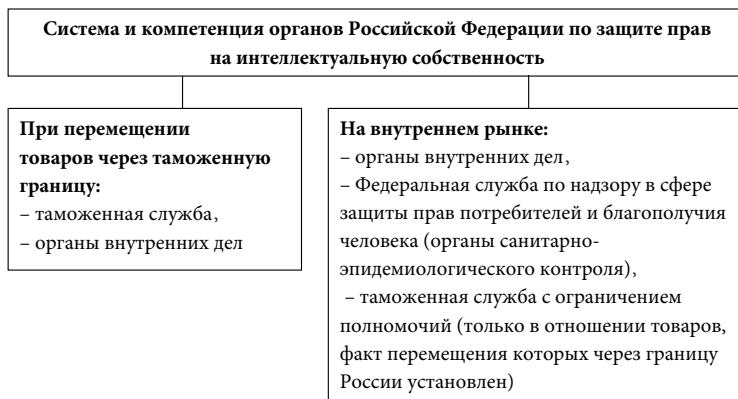 Система и компетенция органов Российской Федерации по защите прав
на интеллектуальную собственность
При перемещении
товаров через таможенную
границу:
– таможенная служба,
– органы внутренних дел
На внутреннем рынке:
– органы внутренних дел,
– Федеральная служба по надзору в сфере
защиты прав потребителей и благополучия
человека (органы санитарно-
эпидемиологического контроля),
– таможенная служба с ограничением
полномочий (только в отношении товаров,
факт перемещения которых через границу
России установлен)